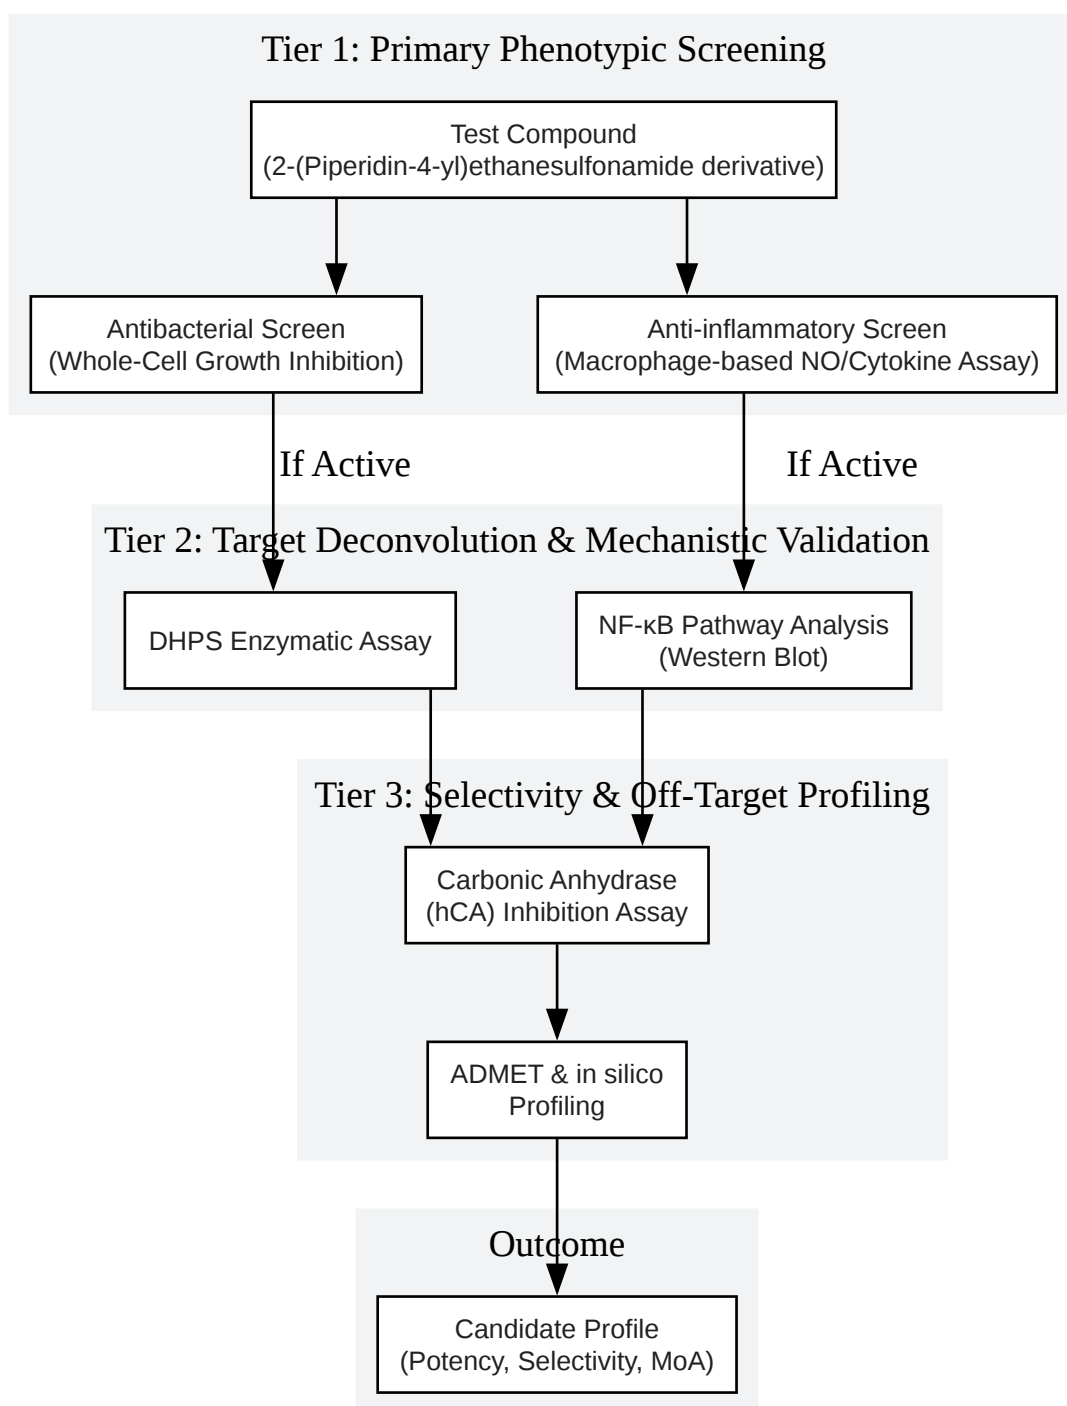 Tier 1: Primary Phenotypic Screening
Test Compound
(2-(Piperidin-4-yl)ethanesulfonamide derivative)
Antibacterial Screen
(Whole-Cell Growth Inhibition)
Anti-inflammatory Screen
(Macrophage-based NO/Cytokine Assay)
If Active
If Active
Tier 2: Target Deconvolution & Mechanistic Validation
DHPS Enzymatic Assay
NF-κB Pathway Analysis
(Western Blot)
Tier 3: Selectivity & Off-Target Profiling
Carbonic Anhydrase
(hCA) Inhibition Assay
ADMET & in silico
Profiling
Outcome
Candidate Profile
(Potency, Selectivity, MoA)